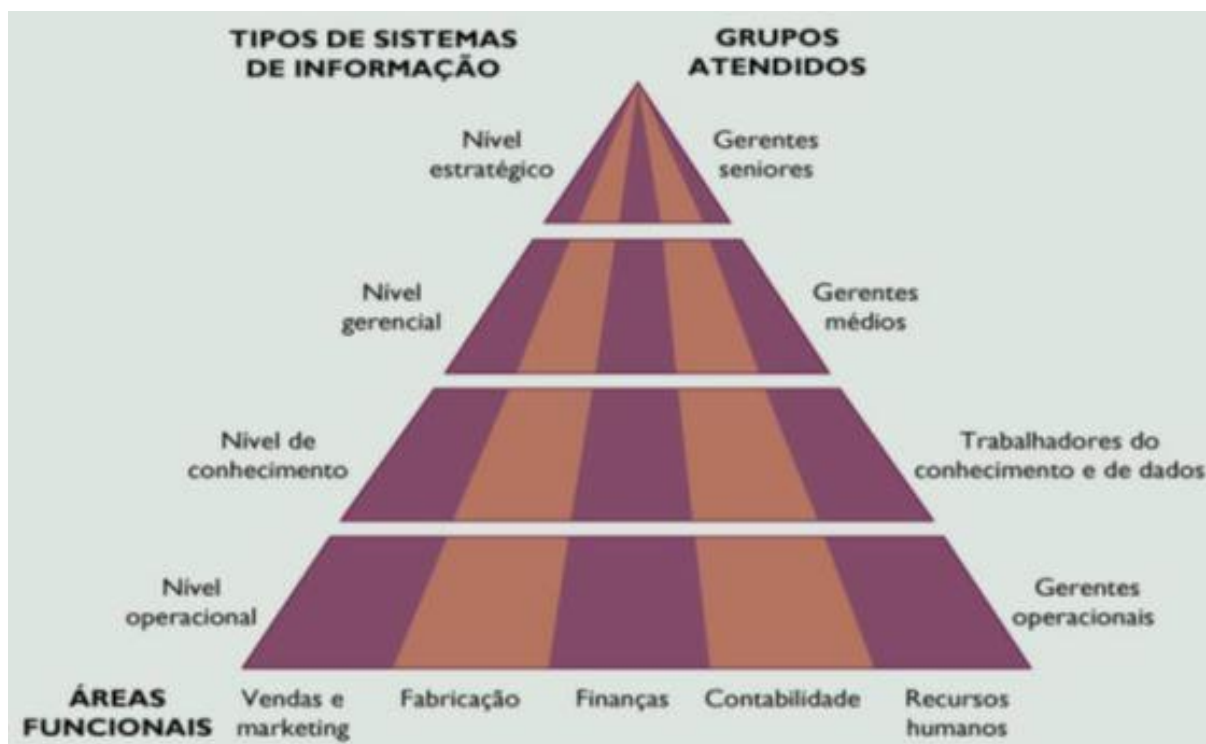 TIPOS DE SISTEMAS
DE INFORMAÇÃO
GRUPOS
ATENDIDOS
Nível
estratégico
Gerentes
seniores
Nível
gerencial
Gerentes
médios
Nível de
conhecimento
Trabalhadores do
conhecimento e de dados
Nível
operacional
Gerentes
operacionais
ÁREAS
FUNCIONAIS
Vendas e
marketing
Fabricação
Finanças
Contabilidade
Recursos
humanos